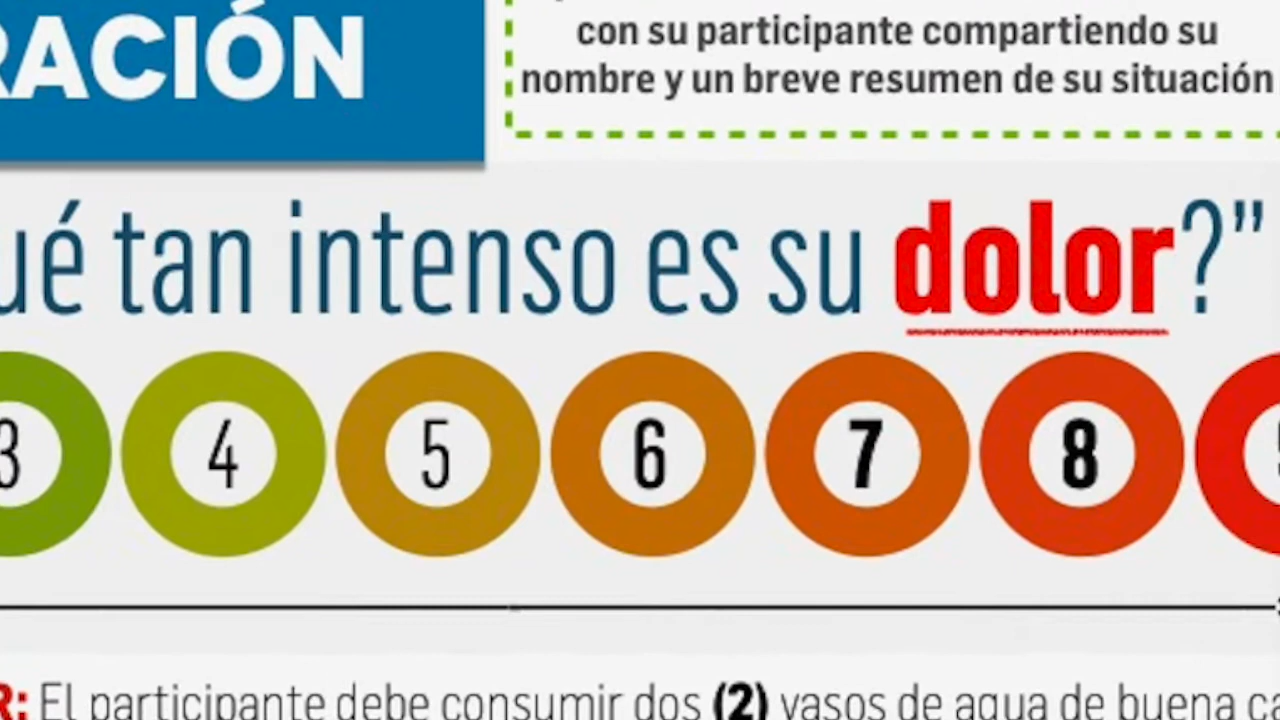 RACIÓN
con su participante compartiendo su
nombre y un breve resumen de su situación
ué tan intenso es su dolor?”
3 4 5 6 7 8 9
R: El participante debe consumir dos (2) vasos de agua de buena ca